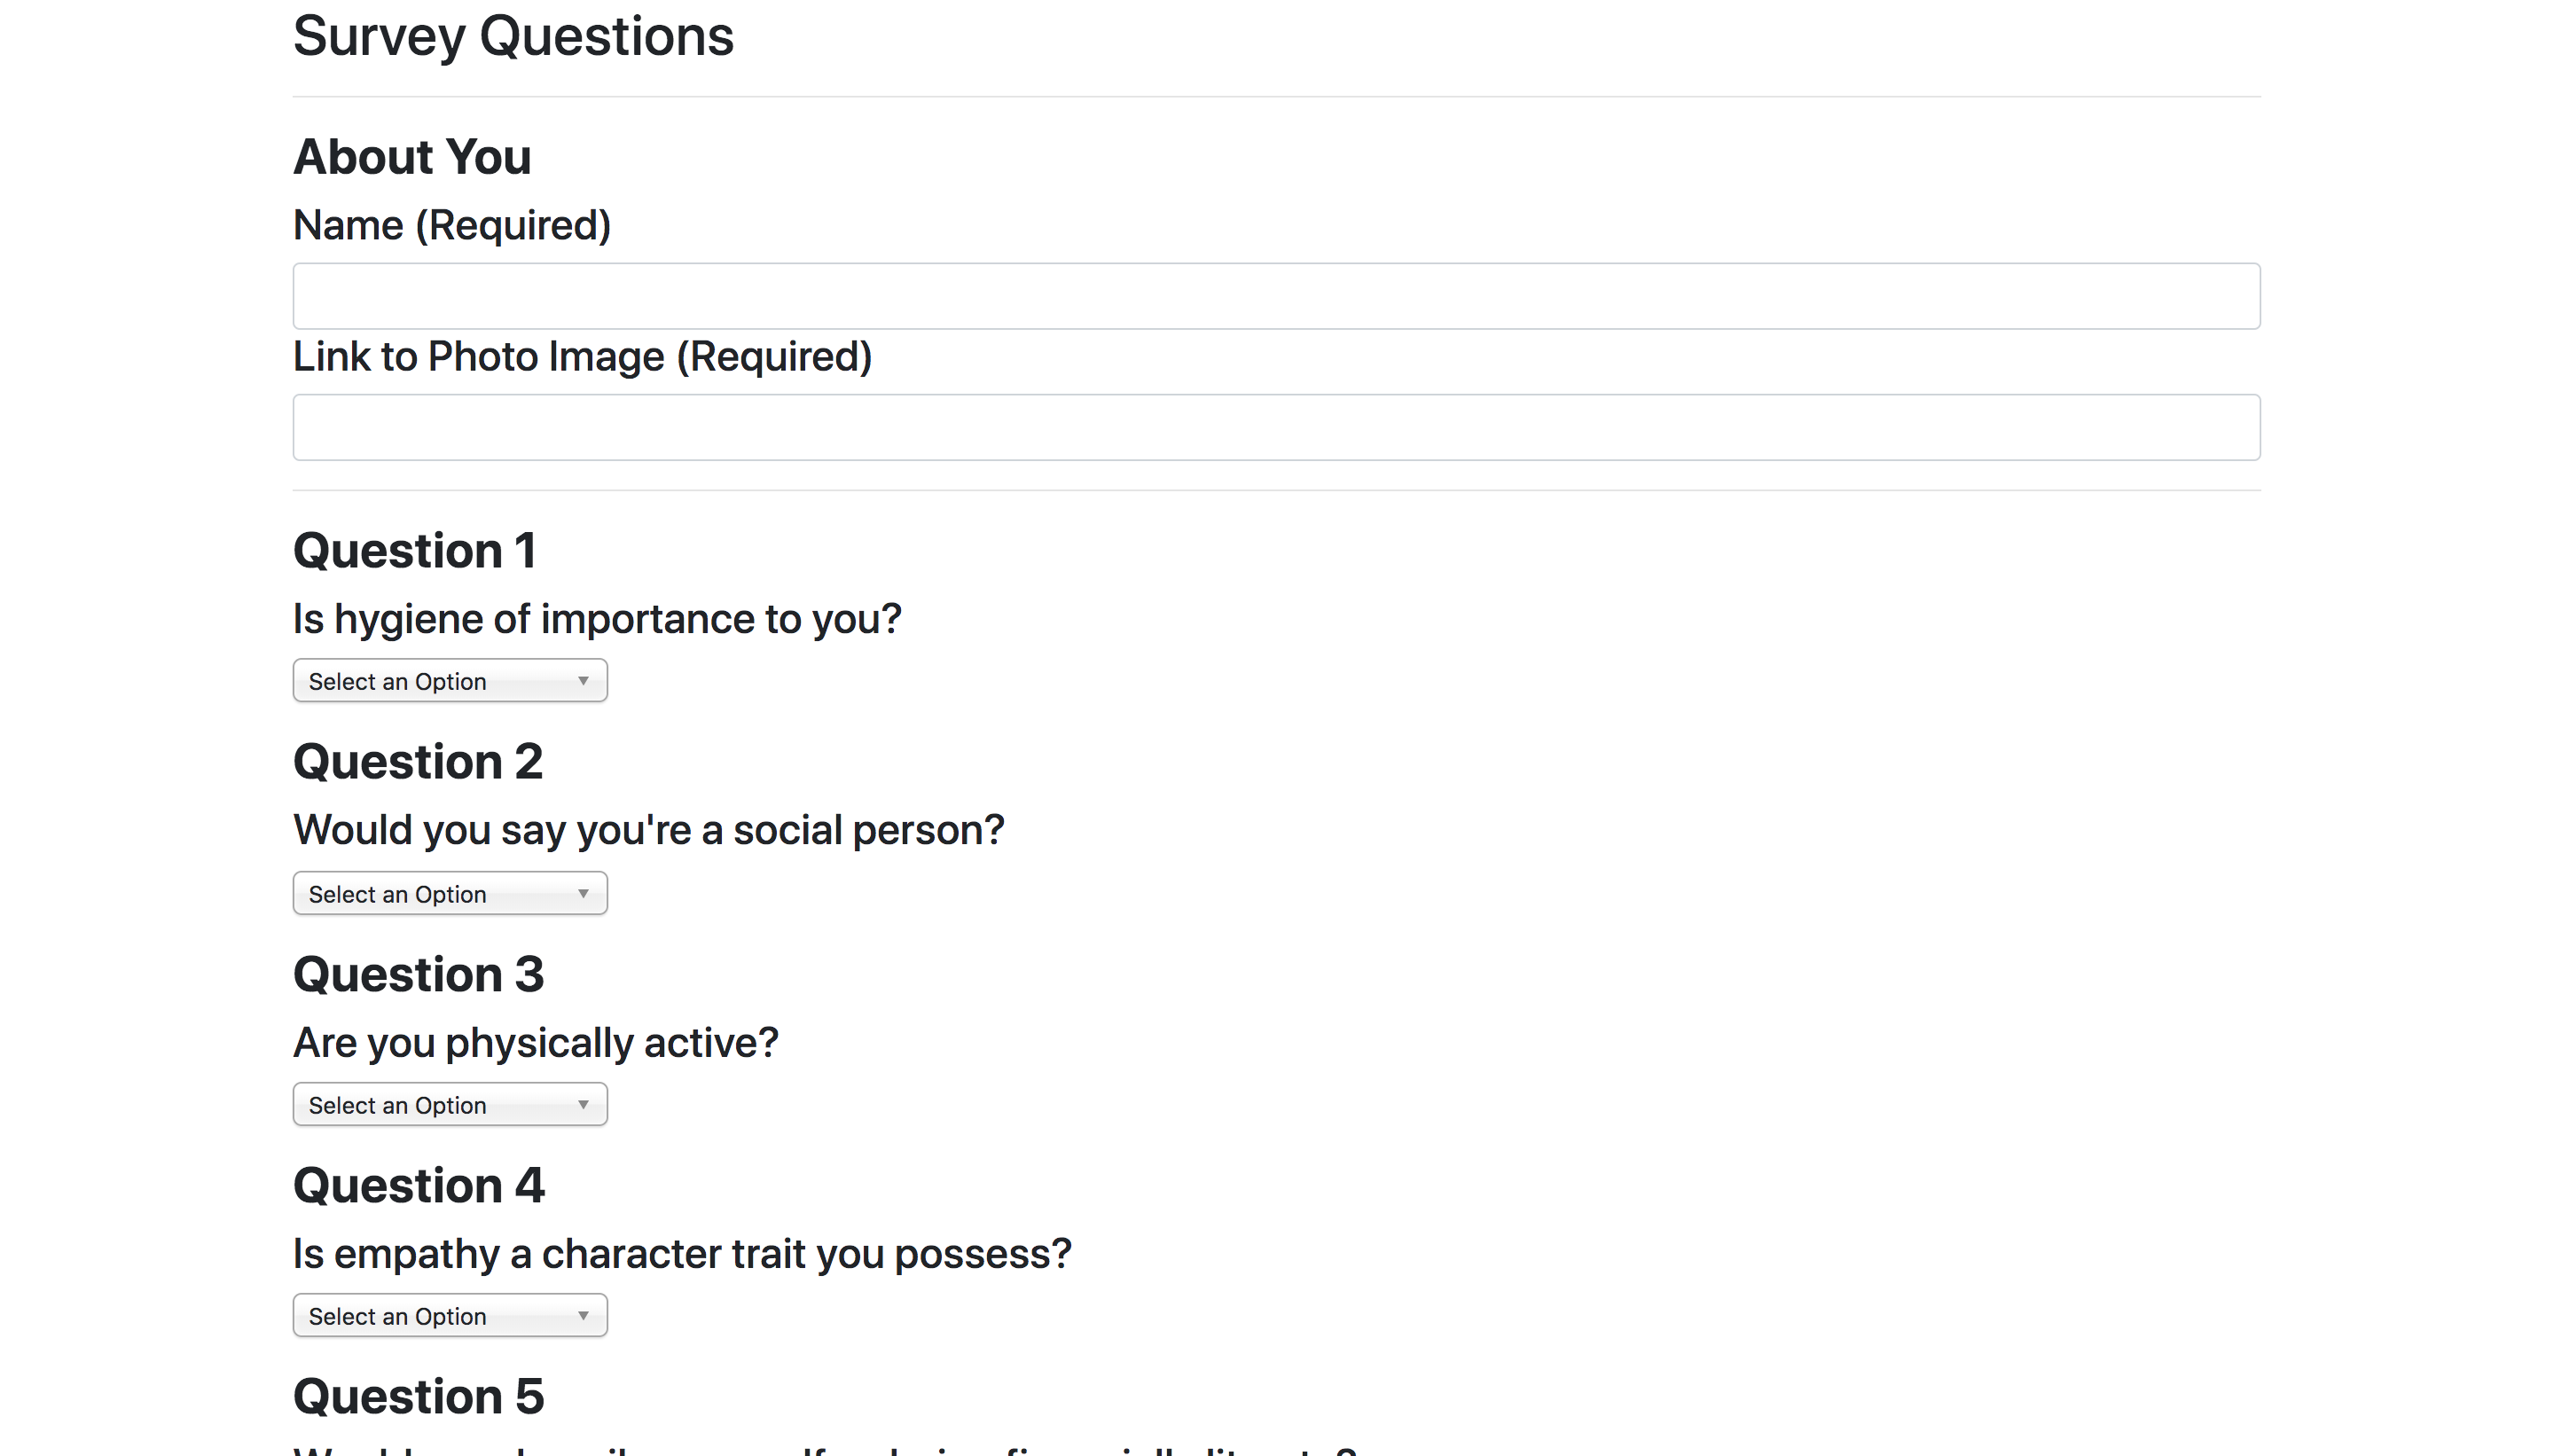 Survey Questions
About You
Name (Required)
Link to Photo Image (Required)
Question 1
Is hygiene of importance to you?
Select an Option
Question 2
Would you say you're a social person?
Select an Option
Question 3
Are you physically active?
Select an Option
Question 4
Is empathy a character trait you possess?
Select an Option
Question 5